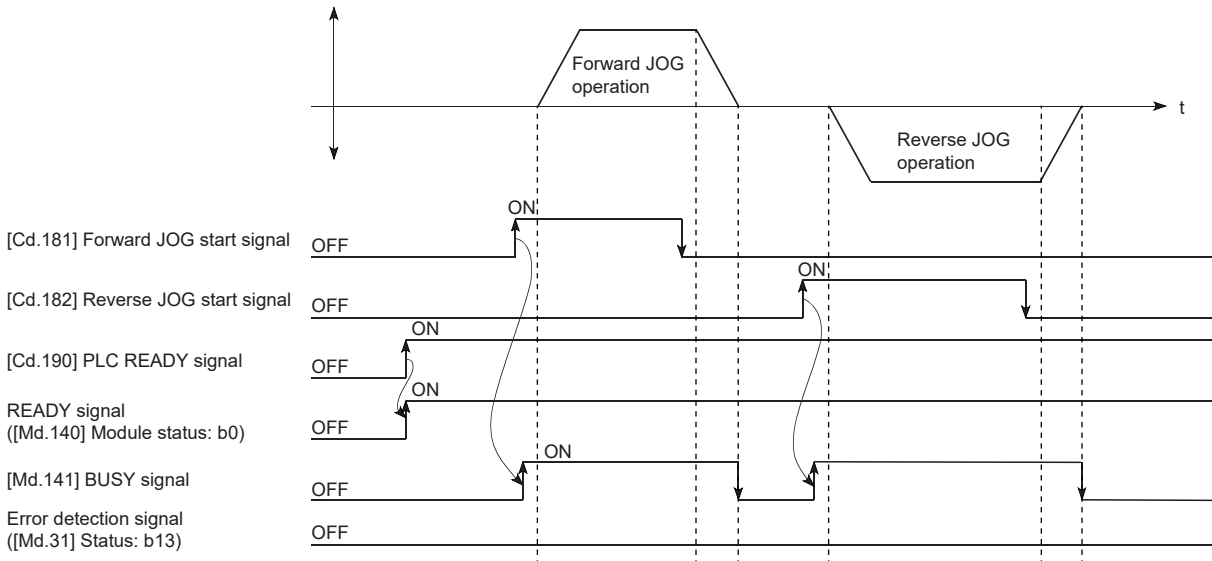 Forward JOG
operation
t
Reverse JOG
operation
ON
[Cd.181] Forward JOG start signal
OFF
ON
[Cd.182] Reverse JOG start signal
OFF
ON
[Cd.190] PLC READY signal
OFF
ON
READY signal
([Md.140] Module status: b0)
OFF
ON
[Md.141] BUSY signal
OFF
Error detection signal
([Md.31] Status: b13)
OFF